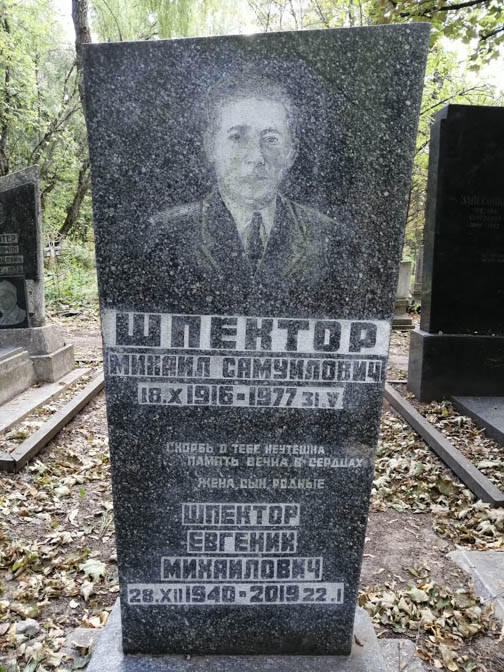 ШПЕКТОР
МИХАИЛ САМУИЛОВИЧ
18.X 1916-1977 31.V
СКОРБЬ О ТЕБЕ НЕУТЕШНА
ПАМЯТЬ ВЕЧНА В СЕРДЦАХ
ЖЕНА, СЫН, РОДНЫЕ
ШПЕКТОР
ЕВГЕНИЙ
МИХАИЛОВИЧ
28.XII 1940-2019 22.I